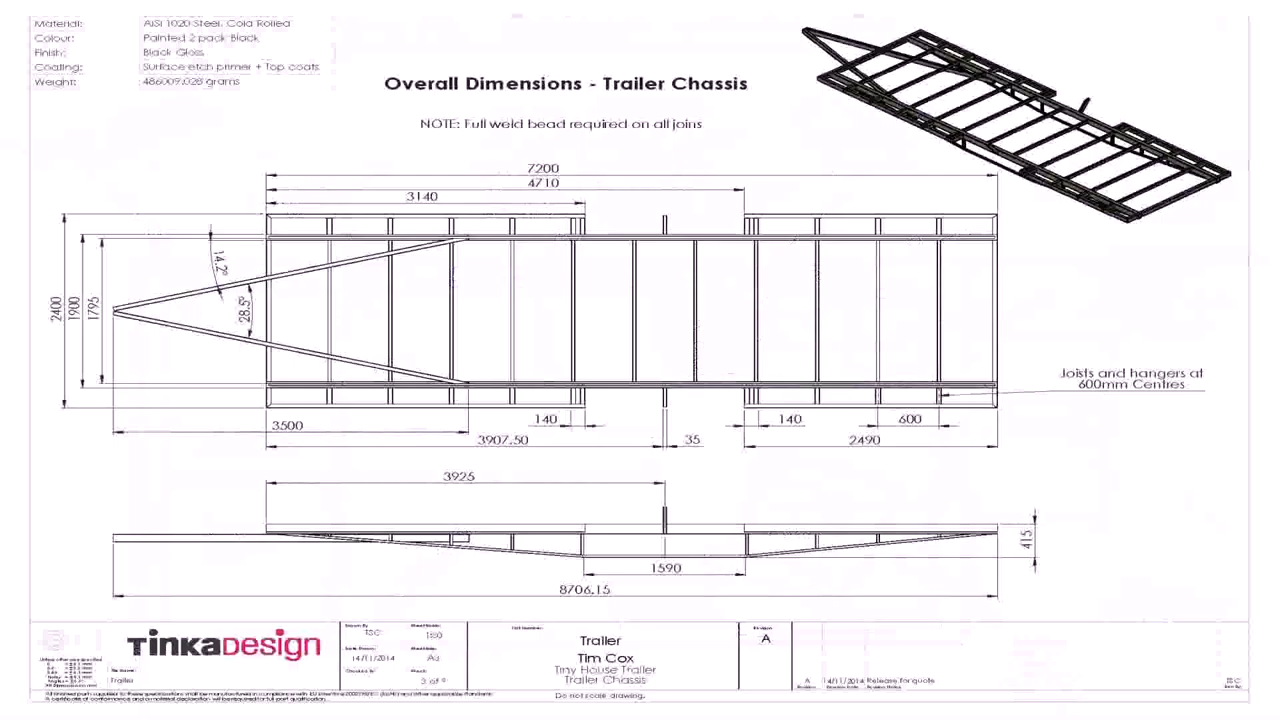 Material: AISI 1020 Steel, Cold Rolled
Colour: Painted 2 pack Black
Finish: Black Gloss
Coating: Surface etch primer + Top coats
Weight: 486009.028 grams
Overall Dimensions - Trailer Chassis
NOTE: Full weld bead required on all joins
7200
4710
3140
2400
1900
1795
14.2°
28.5°
Joists and hangers at
600mm Centres
3500
140
140
600
3907.50
35
2490
3925
415
1590
8706.15
TINKADESIGN
Trailer
14/11/2014
A3
Trailer
Tim Cox
Tiny House Trailer
Trailer Chassis
Do not scale drawing.
A
A 14/11/2014 Release for quote